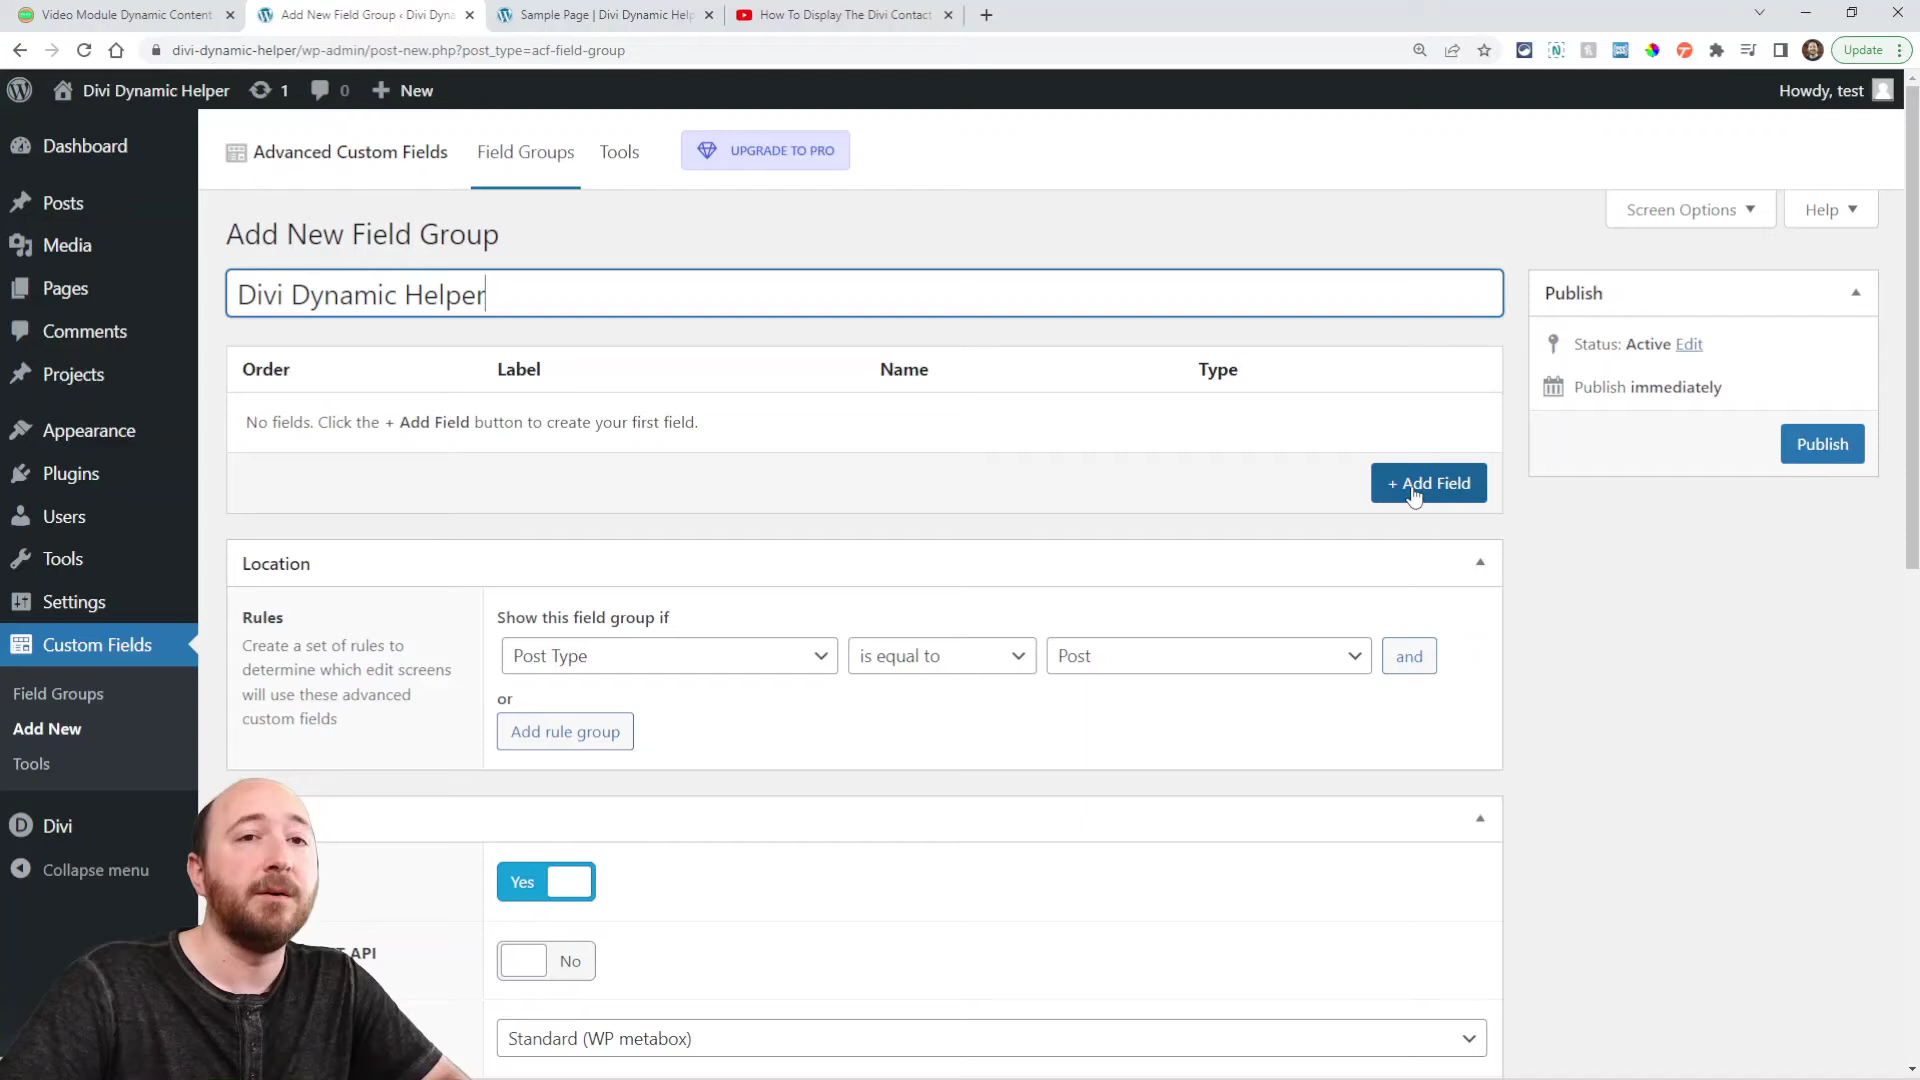 Video Module Dynamic Content
Add New Field Group ‹ Divi Dyna
Sample Page | Divi Dynamic Help
How To Display The Divi Contact
divi-dynamic-helper/wp-admin/post-new.php?post_type=acf-field-group
Update
Divi Dynamic Helper
1
0
New
Howdy, test
Dashboard
Posts
Media
Pages
Comments
Projects
Appearance
Plugins
Users
Tools
Settings
Custom Fields
Field Groups
Add New
Tools
Divi
Collapse menu
Advanced Custom Fields
Field Groups
Tools
UPGRADE TO PRO
Screen Options
Help
Add New Field Group
Divi Dynamic Helper
Order Label Name Type
No fields. Click the + Add Field button to create your first field.
+ Add Field
Publish
Status: Active Edit
Publish immediately
Publish
Location
Rules
Create a set of rules to
determine which edit screens
will use these advanced
custom fields
Show this field group if
Post Type
is equal to
Post
and
or
Add rule group
Yes
API
No
Standard (WP metabox)